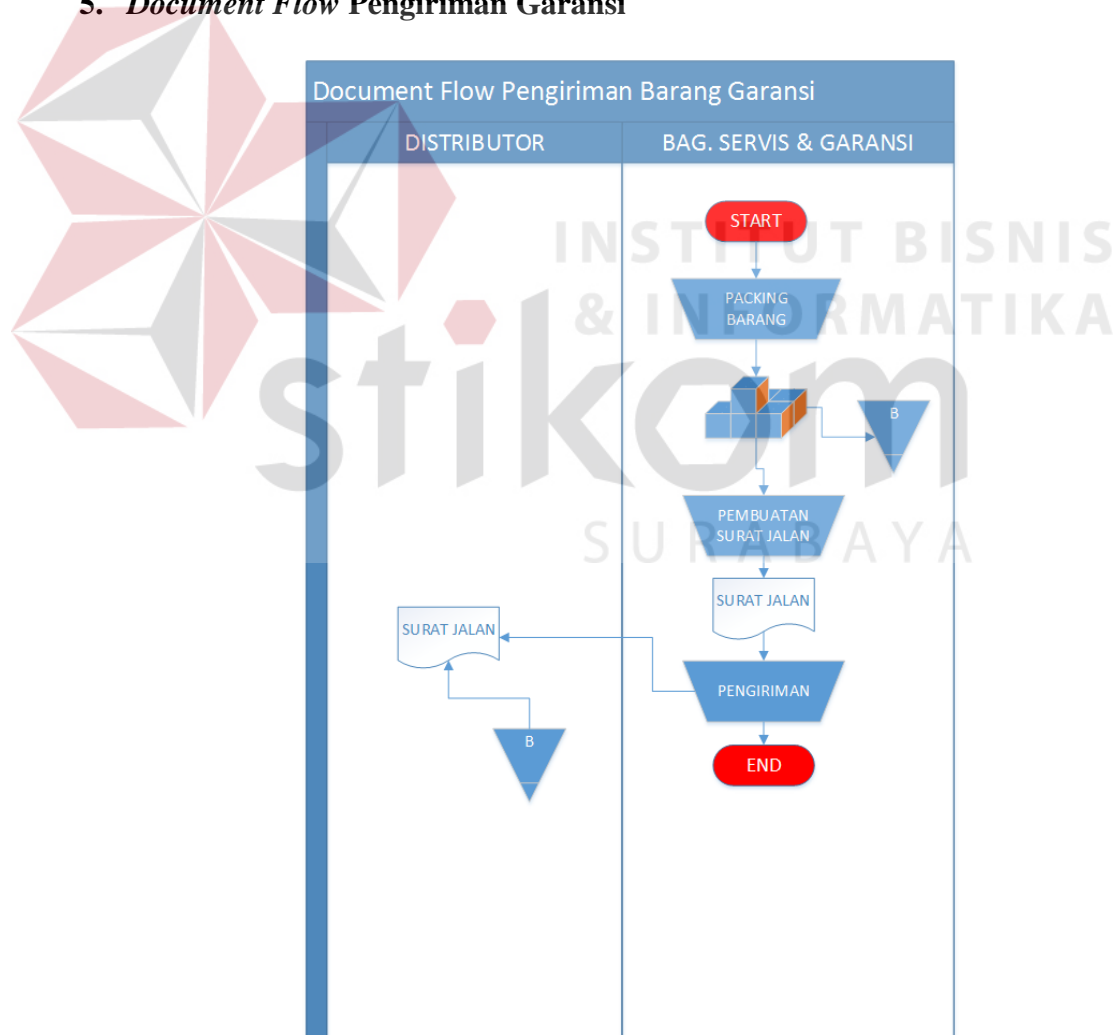 5. Document Flow Pengiriman Garansi
Document Flow Pengiriman Barang Garansi
DISTRIBUTOR
BAG. SERVIS & GARANSI
START
INSTITUT BISNIS
& INFORMATIKA
PACKING
BARANG
stikom
B
SURABAYA
PEMBUATAN
SURAT JALAN
SURAT JALAN
SURAT JALAN
PENGIRIMAN
B
END